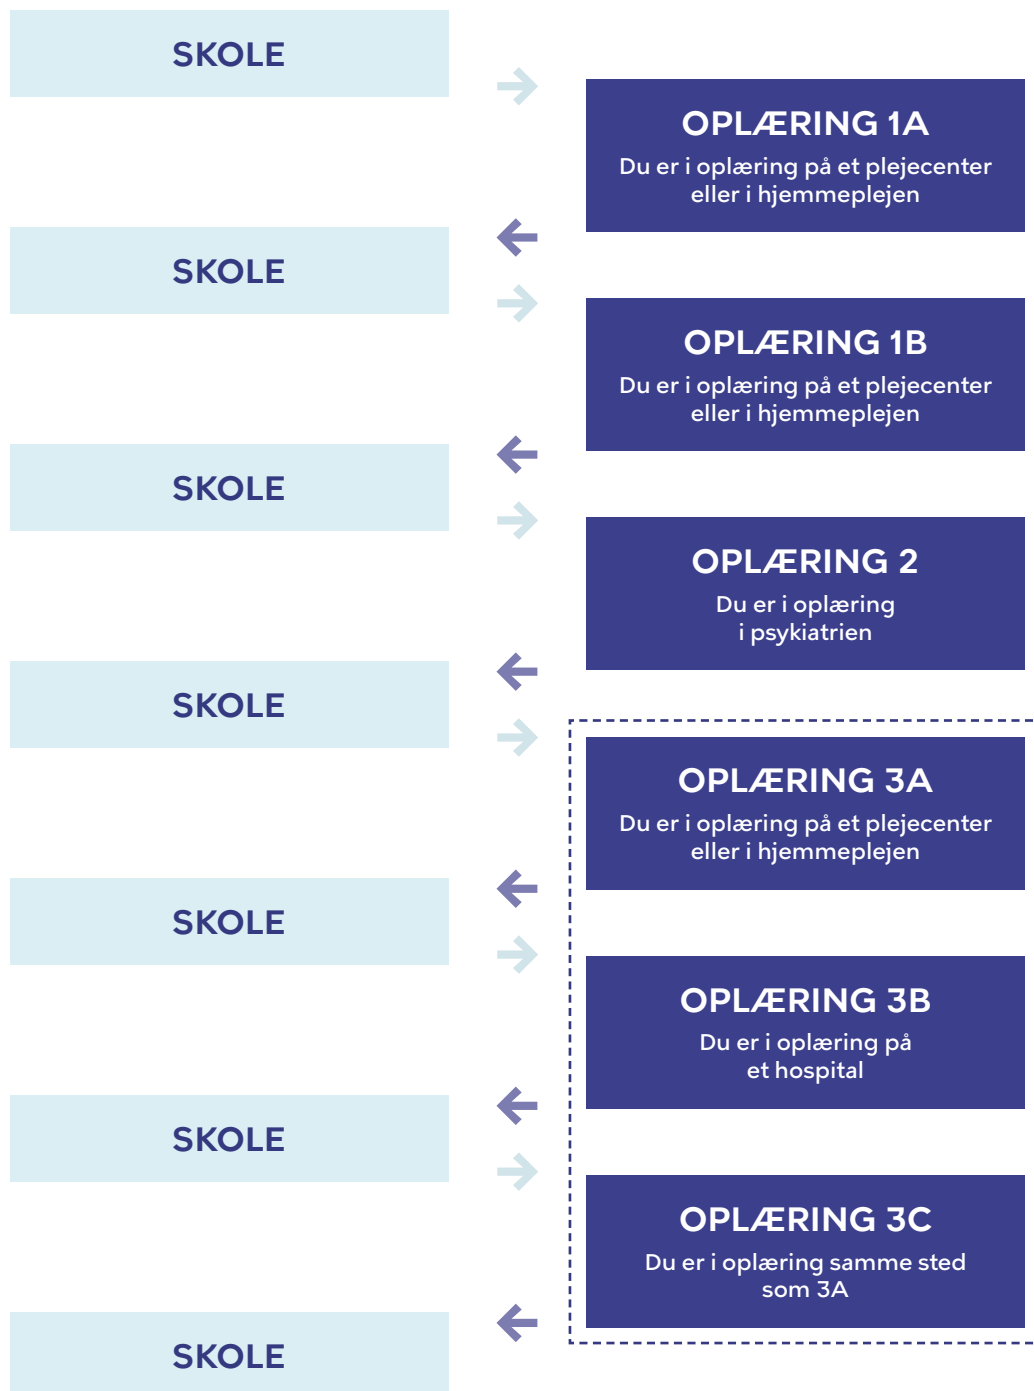 SKOLE
OPLÆRING 1A
Du er i oplæring på et plejecenter
eller i hjemmeplejen
SKOLE
OPLÆRING 1B
Du er i oplæring på et plejecenter
eller i hjemmeplejen
SKOLE
OPLÆRING 2
Du er i oplæring
i psykiatrien
SKOLE
OPLÆRING 3A
Du er i oplæring på et plejecenter
eller i hjemmeplejen
SKOLE
OPLÆRING 3B
Du er i oplæring på
et hospital
SKOLE
OPLÆRING 3C
Du er i oplæring samme sted
som 3A
SKOLE